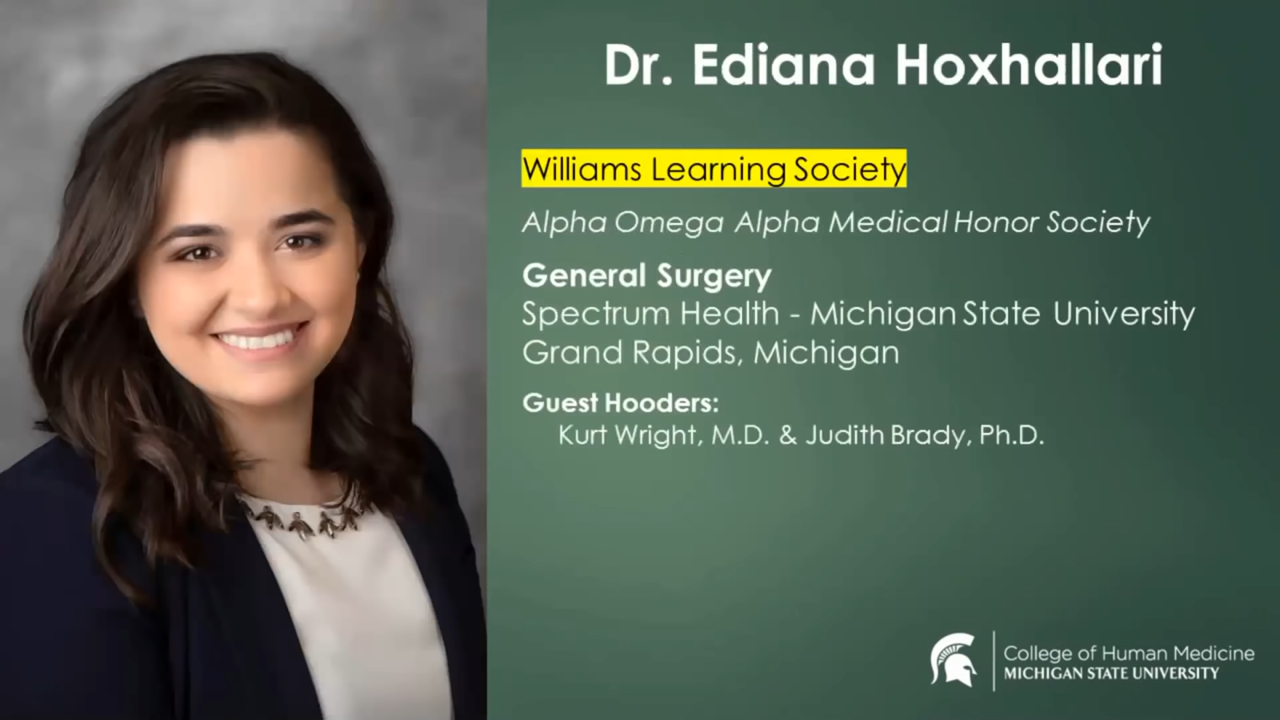 Dr. Ediana Hoxhallari
Williams Learning Society
Alpha Omega Alpha Medical Honor Society
General Surgery
Spectrum Health - Michigan State University
Grand Rapids, Michigan
Guest Hooders:
Kurt Wright, M.D. & Judith Brady, Ph.D.
College of Human Medicine
MICHIGAN STATE UNIVERSITY